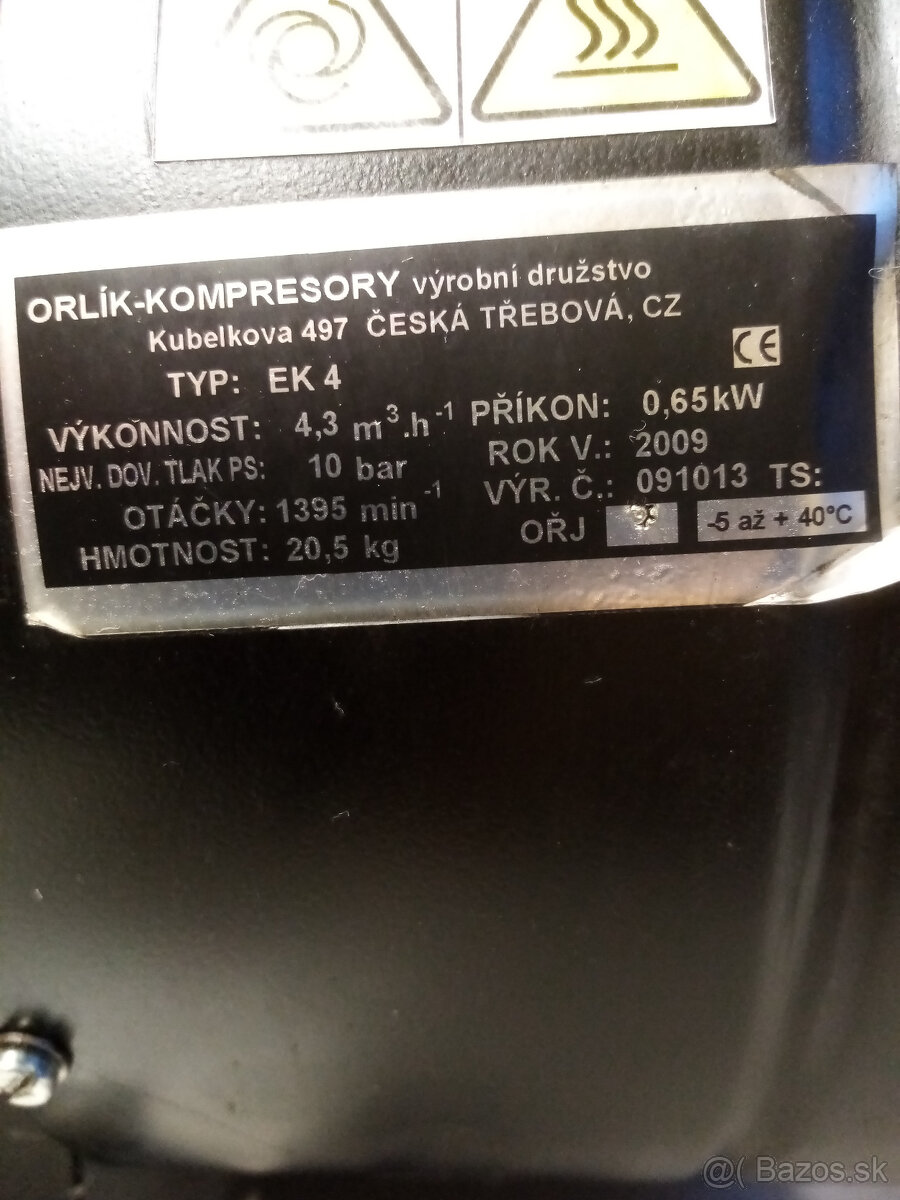 ORLÍK-KOMPRESORY výrobní družstvo
Kubelkova 497 ČESKÁ TŘEBOVÁ, CZ
TYP: EK 4
CE
VÝKONNOST: 4,3 m³.h⁻¹ PŘÍKON: 0,65kW
NEJV. DOV. TLAK PS: 10 bar ROK V.: 2009
OTÁČKY: 1395 min⁻¹ VÝR. Č.: 091013 TS:
HMOTNOST: 20,5 kg OŘJ -5 až + 40°C
@( Bazos.sk